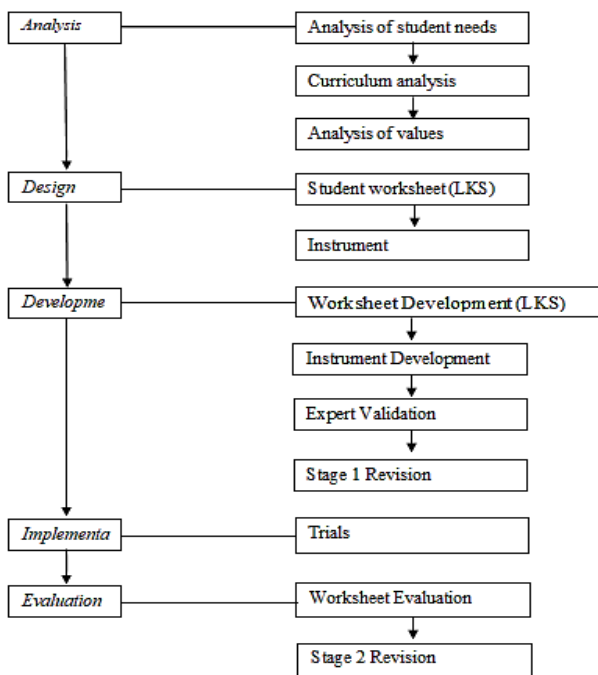 Analysis
Analysis of student needs
Curriculum analysis
Analysis of values
Design
Student worksheet (LKS)
Instrument
Developme
Worksheet Development (LKS)
Instrument Development
Expert Validation
Stage 1 Revision
Implementa
Trials
Evaluation
Worksheet Evaluation
Stage 2 Revision